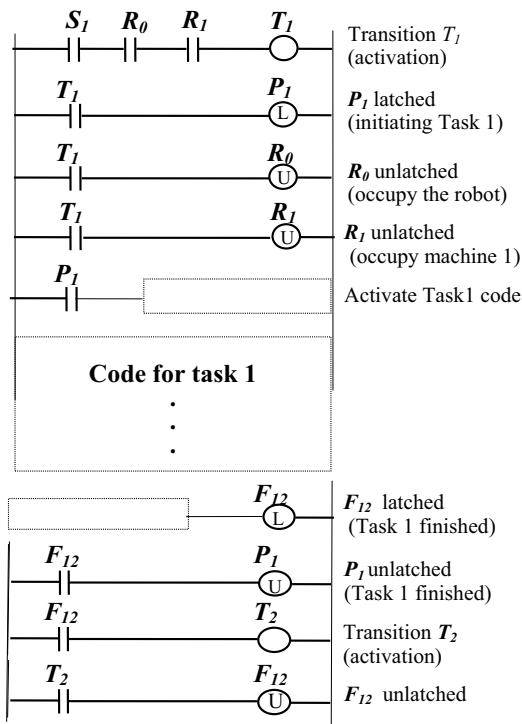 S1 R0 R1 T1
Transition T1
(activation)
T1 P1
L
P1 latched
(initiating Task 1)
T1 R0
U
R0 unlatched
(occupy the robot)
T1 R1
U
R1 unlatched
(occupy machine 1)
P1
Activate Task1 code
Code for task 1
F12
L
F12 latched
(Task 1 finished)
F12 P1
U
P1 unlatched
(Task 1 finished)
F12 T2
Transition T2
(activation)
T2 F12
U
F12 unlatched